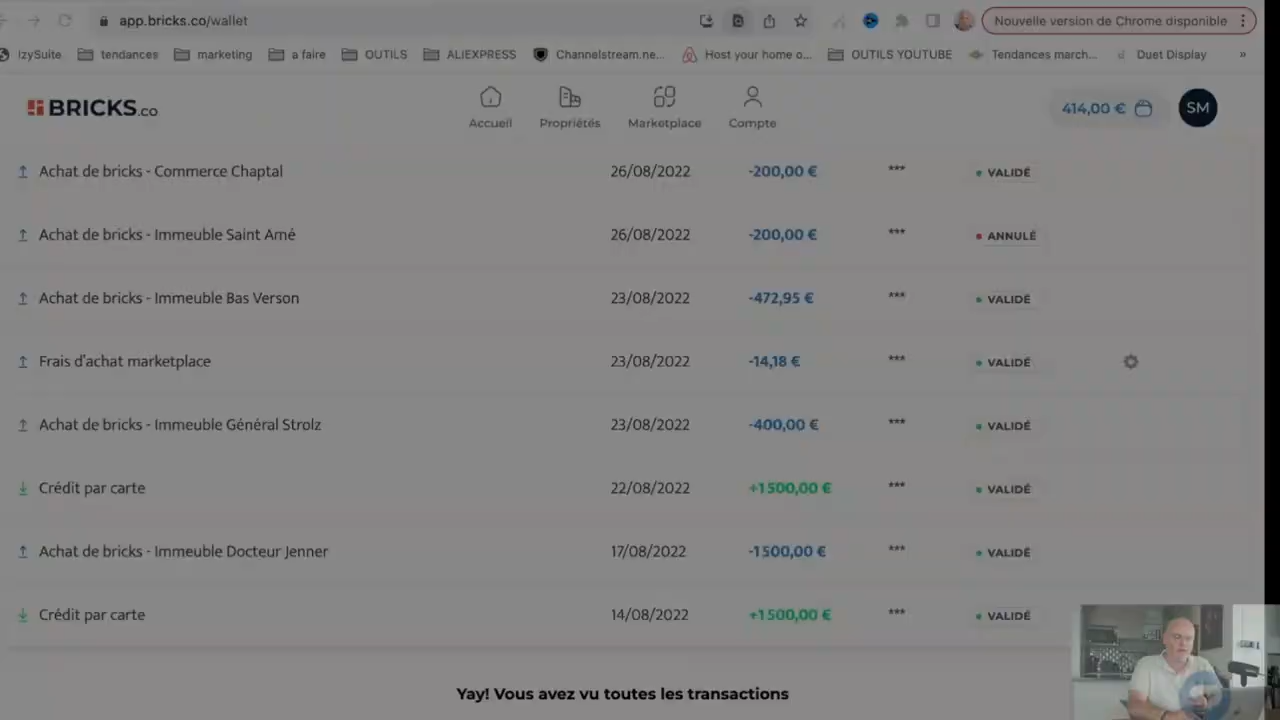 app.bricks.co/wallet
Nouvelle version de Chrome disponible
IzySuite tendances marketing a faire OUTILS ALIEXPRESS Channelstream.ne... Host your home o... OUTILS YOUTUBE Tendances march... Duet Display »
BRICKS.co
Accueil Propriétés Marketplace Compte
414,00 € SM
Achat de bricks - Commerce Chaptal 26/08/2022 -200,00 € *** VALIDÉ
Achat de bricks - Immeuble Saint Amé 26/08/2022 -200,00 € *** ANNULÉ
Achat de bricks - Immeuble Bas Verson 23/08/2022 -472,95 € *** VALIDÉ
Frais d'achat marketplace 23/08/2022 -14,18 € *** VALIDÉ
Achat de bricks - Immeuble Général Strolz 23/08/2022 -400,00 € *** VALIDÉ
Crédit par carte 22/08/2022 +1 500,00 € *** VALIDÉ
Achat de bricks - Immeuble Docteur Jenner 17/08/2022 -1 500,00 € *** VALIDÉ
Crédit par carte 14/08/2022 +1 500,00 € *** VALIDÉ
Yay! Vous avez vu toutes les transactions